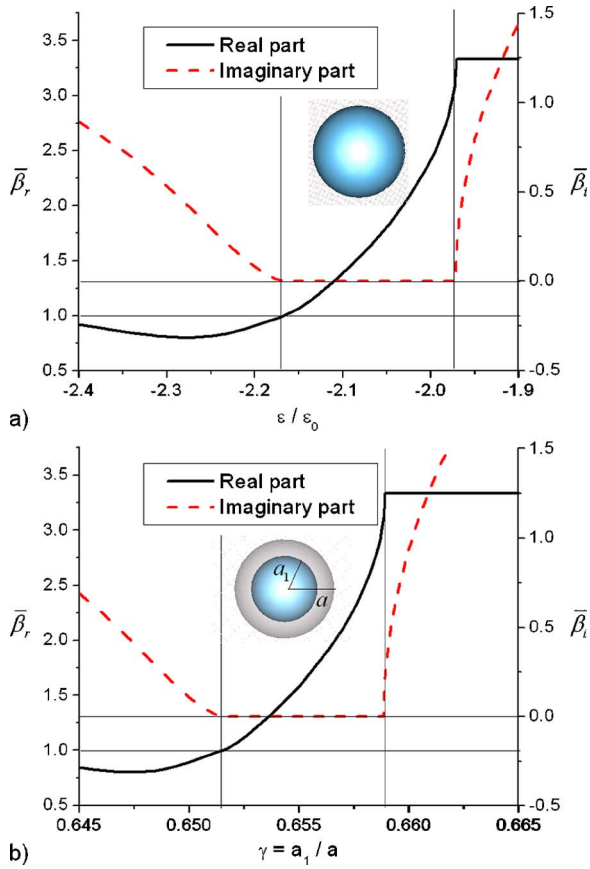 3.5
3.0
2.5
2.0
1.5
1.0
0.5
β̄r
Real part
Imaginary part
1.5
1.0
0.5
0.0
-0.5
β̄i
-2.4
-2.3
-2.2
-2.1
-2.0
-1.9
a)
ε / ε0
3.5
3.0
2.5
2.0
1.5
1.0
0.5
β̄r
Real part
Imaginary part
a1
a
1.5
1.0
0.5
0.0
-0.5
β̄i
0.645
0.650
0.655
0.660
0.665
b)
γ = a1 / a